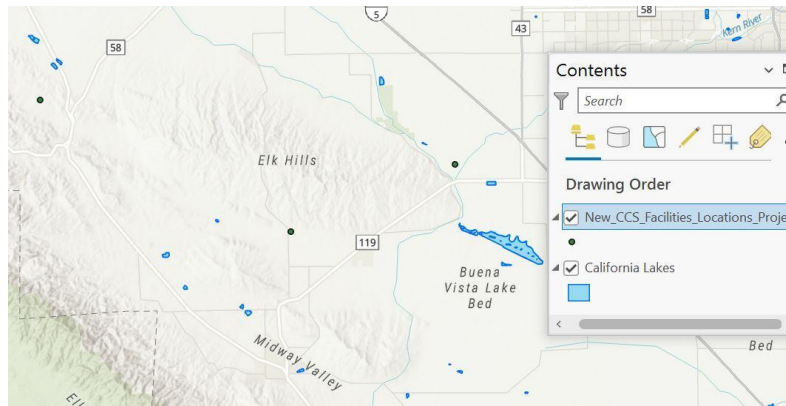 5
58
43
58
Kern River
Elk Hills
119
Buena
Vista Lake
Bed
Midway Valley
Bed
Contents
Search
Drawing Order
New_CCS_Facilities_Locations_Proje
California Lakes